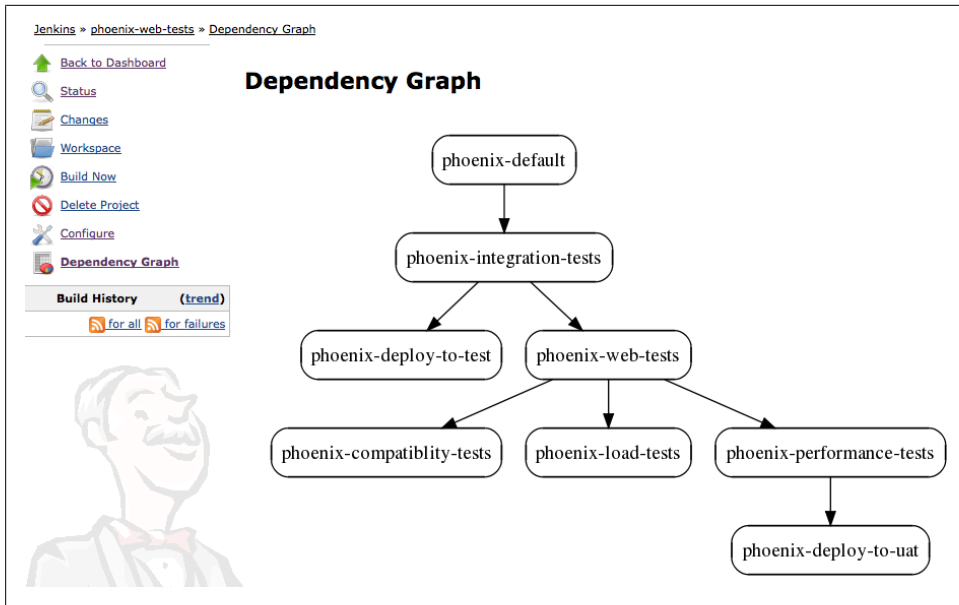 Jenkins » phoenix-web-tests » Dependency Graph
Back to Dashboard
Status
Changes
Workspace
Build Now
Delete Project
Configure
Dependency Graph
Build History (trend)
for all for failures
Dependency Graph
phoenix-default
phoenix-integration-tests
phoenix-deploy-to-test
phoenix-web-tests
phoenix-compatiblity-tests
phoenix-load-tests
phoenix-performance-tests
phoenix-deploy-to-uat